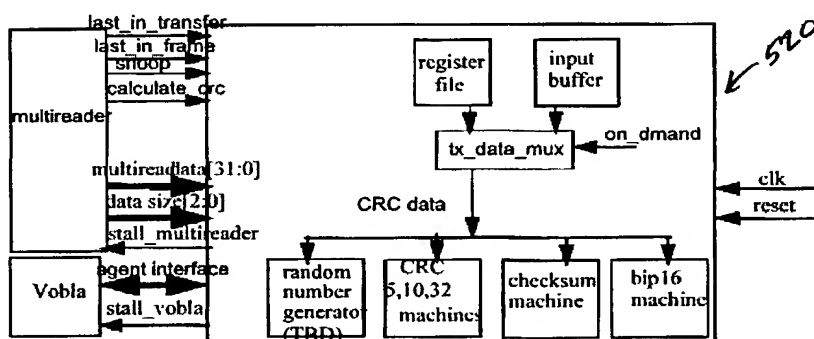 last_in_transfer
last_in_frame
snoop
calculate_crc
multireader
multireadata[31:0]
data size[2:0]
stall_multireader
agent interface
Vobla
stall_vobla
register
file
input
buffer
520
tx_data_mux
on_dmand
clk
reset
CRC data
random
number
generator
(TBD)
CRC
5,10,32
machines
checksum
machine
bip16
machine